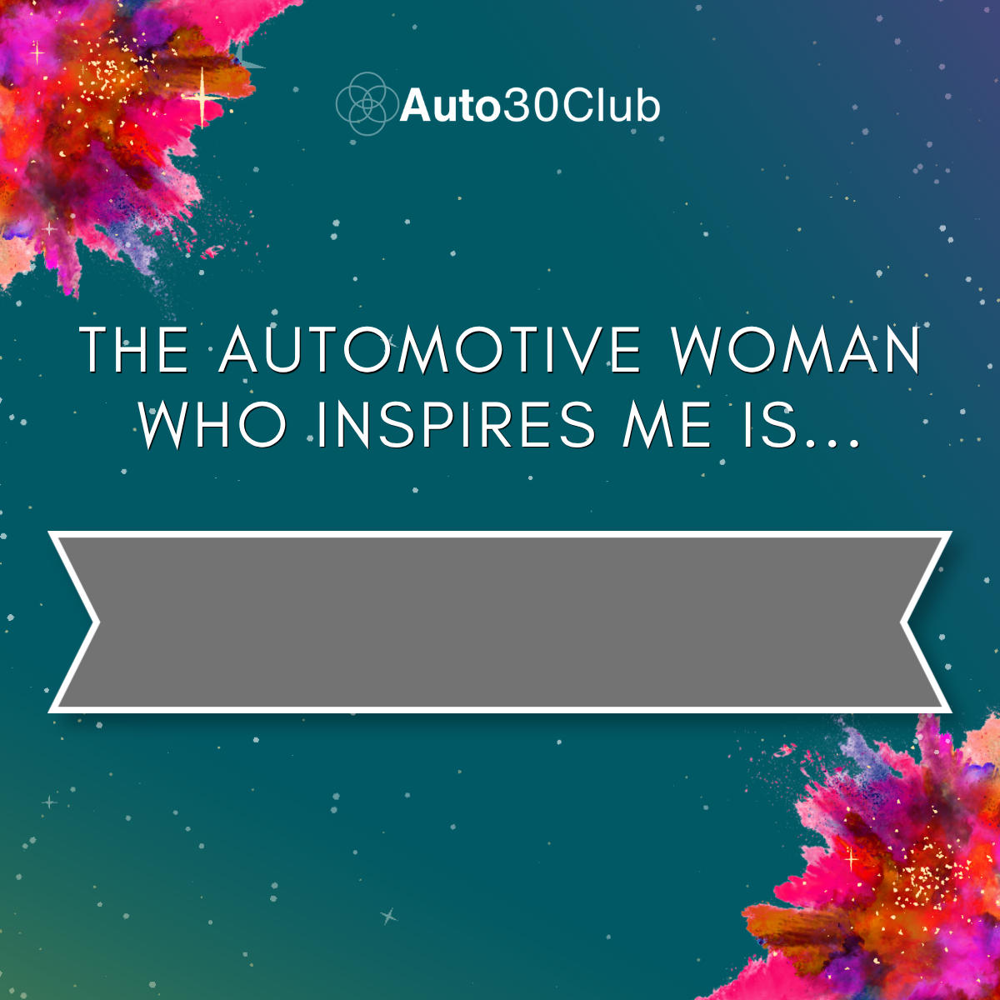 Auto30Club
THE AUTOMOTIVE WOMAN
WHO INSPIRES ME IS...